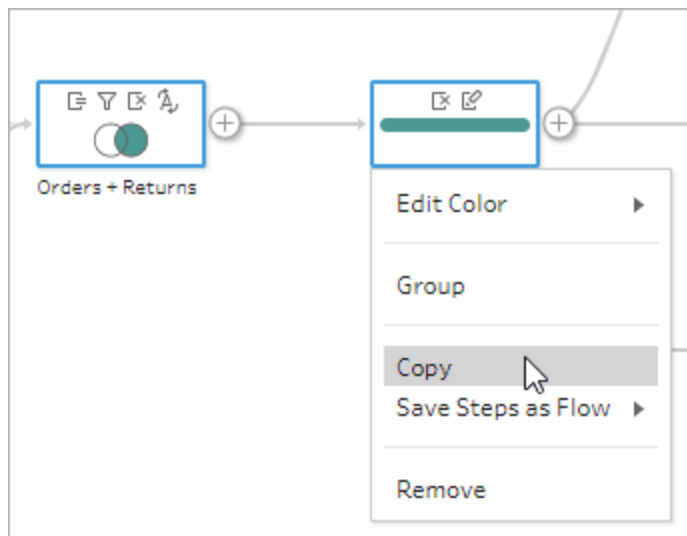 Orders + Returns
Edit Color
Group
Copy
Save Steps as Flow
Remove